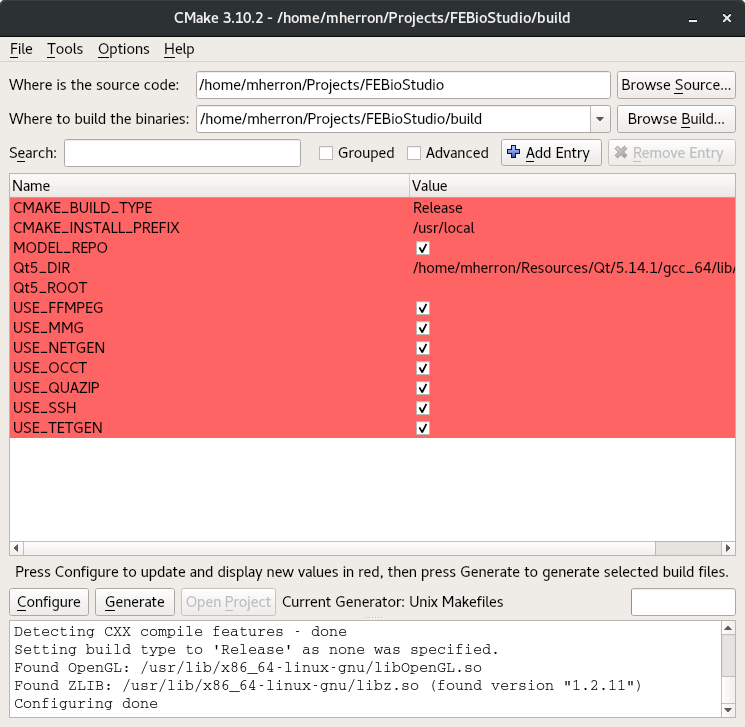 CMake 3.10.2 - /home/mherron/Projects/FEBioStudio/build
File Tools Options Help
Where is the source code: /home/mherron/Projects/FEBioStudio Browse Source...
Where to build the binaries: /home/mherron/Projects/FEBioStudio/build Browse Build...
Search: Grouped Advanced Add Entry Remove Entry
Name Value
CMAKE_BUILD_TYPE Release
CMAKE_INSTALL_PREFIX /usr/local
MODEL_REPO
Qt5_DIR /home/mherron/Resources/Qt/5.14.1/gcc_64/lib/
Qt5_ROOT
USE_FFMPEG
USE_MMG
USE_NETGEN
USE_OCCT
USE_QUAZIP
USE_SSH
USE_TETGEN
Press Configure to update and display new values in red, then press Generate to generate selected build files.
Configure Generate Open Project Current Generator: Unix Makefiles
Detecting CXX compile features - done
Setting build type to 'Release' as none was specified.
Found OpenGL: /usr/lib/x86_64-linux-gnu/libOpenGL.so
Found ZLIB: /usr/lib/x86_64-linux-gnu/libz.so (found version "1.2.11")
Configuring done